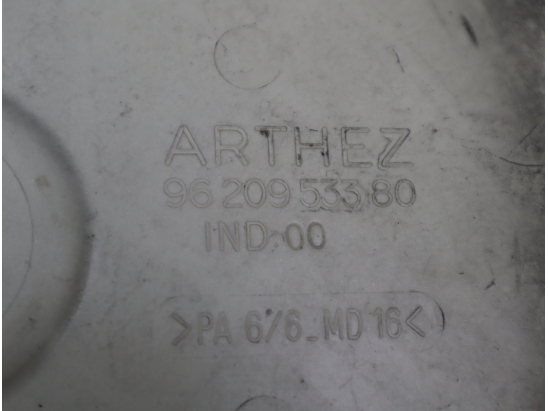 ARTHEZ
96 209 533 80
IND:00
>PA 6/6_MD 16<